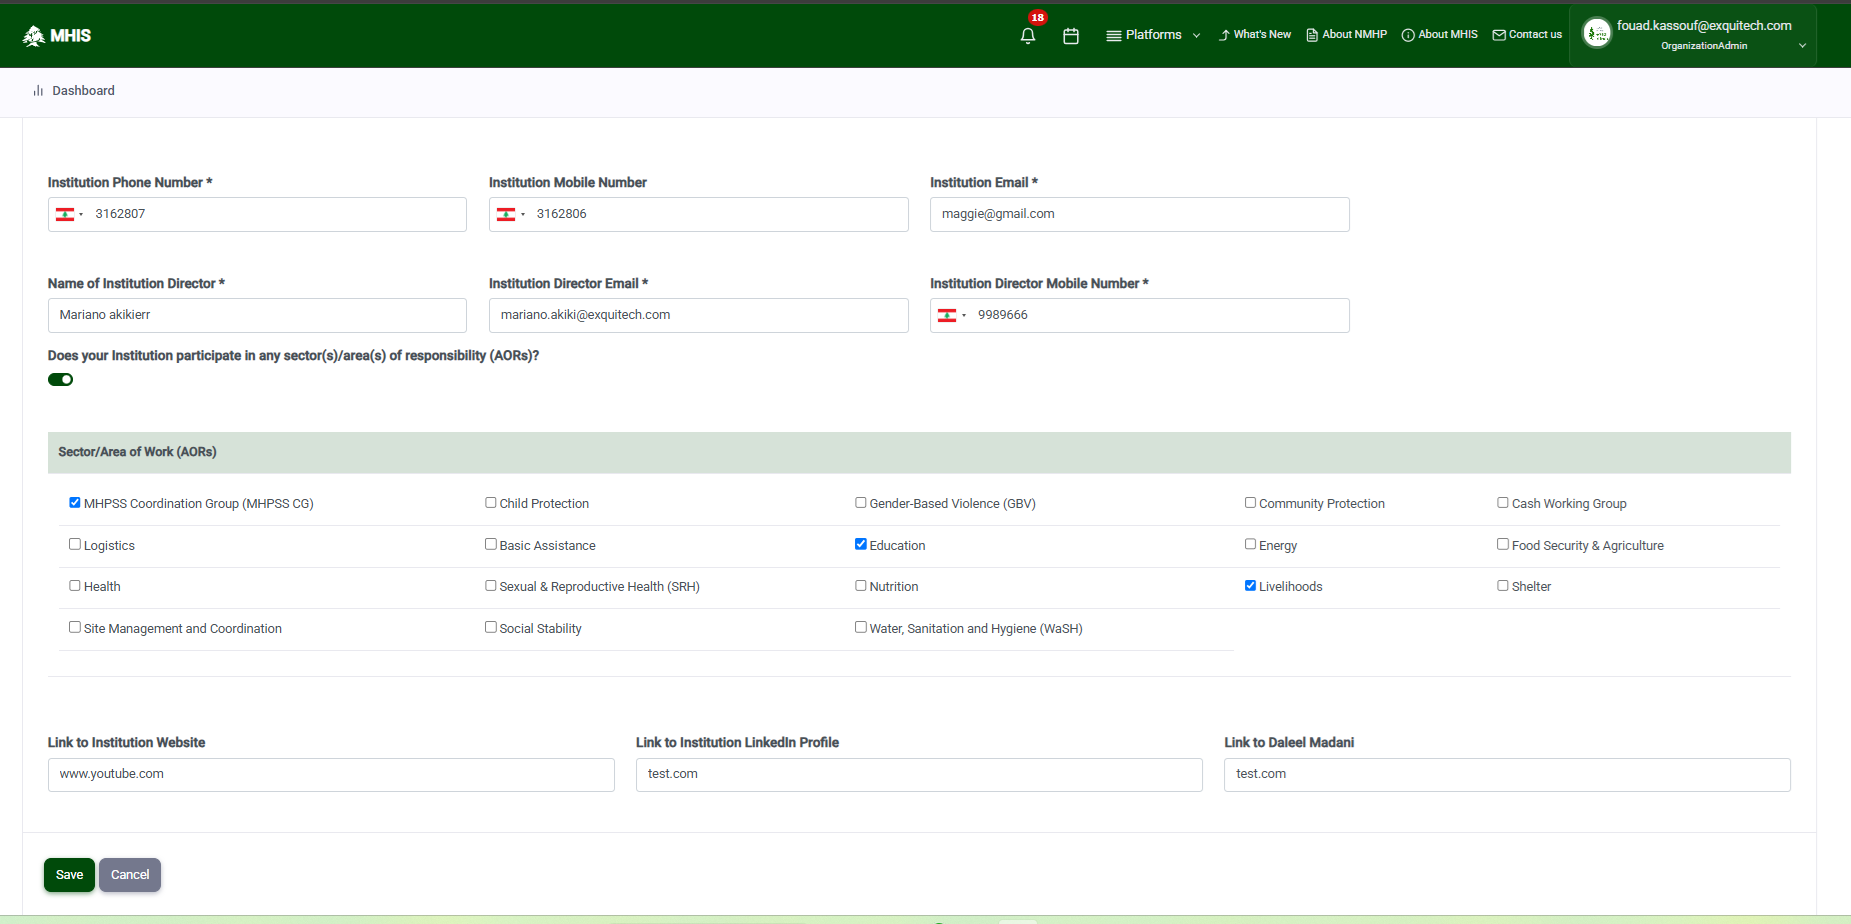 MHIS
18
Platforms
What's New
About NMHP
About MHIS
Contact us
fouad.kassouf@exquitech.com
OrganizationAdmin
Dashboard
Institution Phone Number *
Institution Mobile Number
Institution Email *
3162807
3162806
maggie@gmail.com
Name of Institution Director *
Institution Director Email *
Institution Director Mobile Number *
Mariano akikierr
mariano.akiki@exquitech.com
9989666
Does your Institution participate in any sector(s)/area(s) of responsibility (AORs)?
Sector/Area of Work (AORs)
MHPSS Coordination Group (MHPSS CG)
Child Protection
Gender-Based Violence (GBV)
Community Protection
Cash Working Group
Logistics
Basic Assistance
Education
Energy
Food Security & Agriculture
Health
Sexual & Reproductive Health (SRH)
Nutrition
Livelihoods
Shelter
Site Management and Coordination
Social Stability
Water, Sanitation and Hygiene (WaSH)
Link to Institution Website
Link to Institution LinkedIn Profile
Link to Daleel Madani
www.youtube.com
test.com
test.com
Save
Cancel